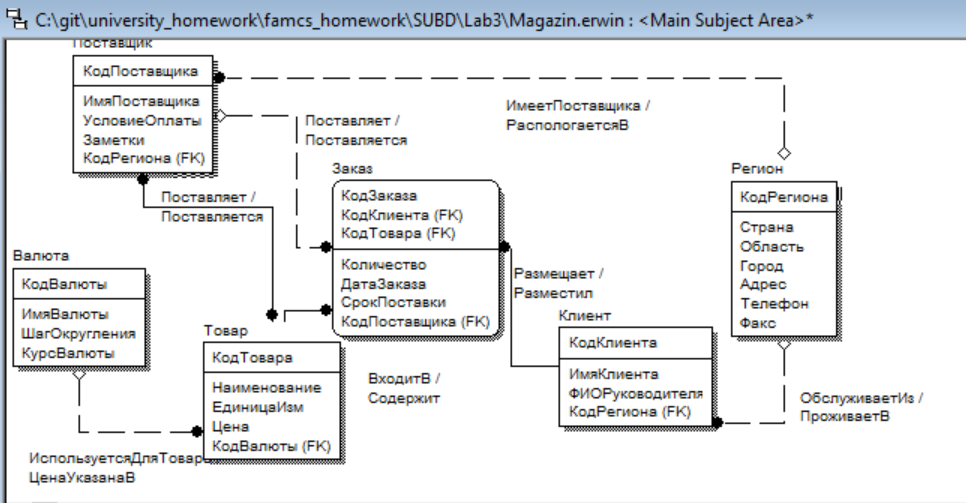 C:\git\university_homework\famcs_homework\SUBD\Lab3\Magazin.erwin : <Main Subject Area>*
Поставщик
КодПоставщика
ИмяПоставщика
УсловиеОплаты
Заметки
КодРегиона (FK)
ИмеетПоставщика /
РаспологаетсяВ
Поставляет /
Поставляется
Поставляет /
Поставляется
Заказ
КодЗаказа
КодКлиента (FK)
КодТовара (FK)
Количество
ДатаЗаказа
СрокПоставки
КодПоставщика (FK)
Регион
КодРегиона
Страна
Область
Город
Адрес
Телефон
Факс
Валюта
КодВалюты
ИмяВалюты
ШагОкругления
КурсВалюты
Размещает /
Разместил
Клиент
КодКлиента
ИмяКлиента
ФИОРуководителя
КодРегиона (FK)
Товар
КодТовара
Наименование
ЕдиницаИзм
Цена
КодВалюты (FK)
ВходитВ /
Содержит
ОбслуживаетИз /
ПроживаетВ
ИспользуетсяДляТовара
ЦенаУказанаВ